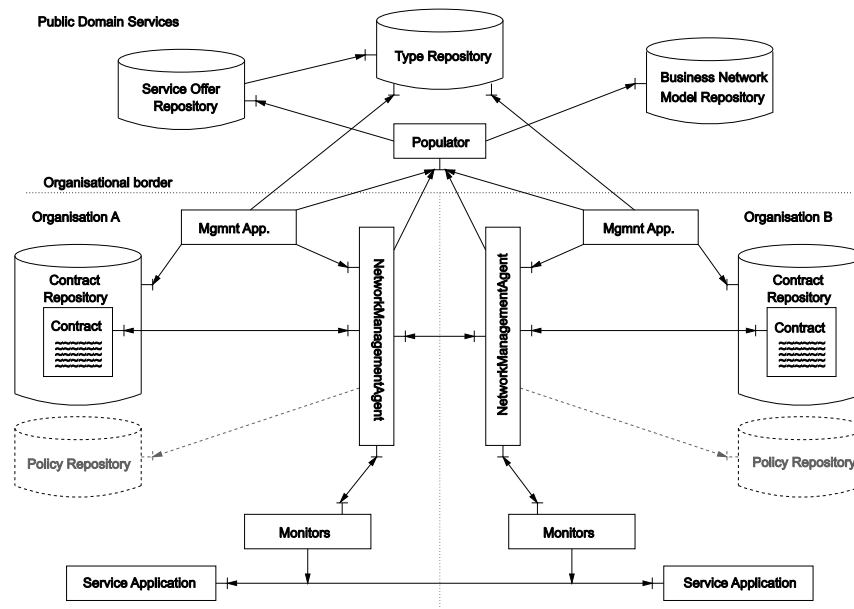 Public Domain Services
Type Repository
Service Offer
Repository
Business Network
Model Repository
Populator
Organisational border
Organisation A
Organisation B
Mgmnt App.
Mgmnt App.
Contract
Repository
Contract
NetworkManagementAgent
NetworkManagementAgent
Contract
Repository
Contract
Policy Repository
Policy Repository
Monitors
Monitors
Service Application
Service Application